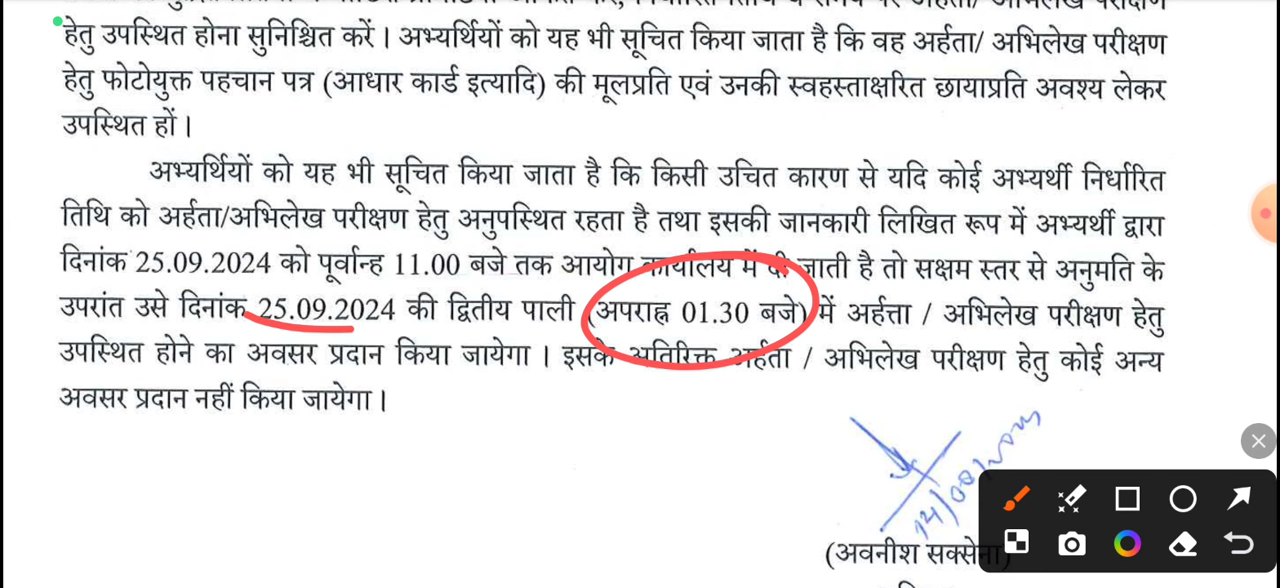 हेतु उपस्थित होना सुनिश्चित करें। अभ्यर्थियों को यह भी सूचित किया जाता है कि वह अर्हता/ अभिलेख परीक्षण
हेतु फोटोयुक्त पहचान पत्र (आधार कार्ड इत्यादि) की मूलप्रति एवं उनकी स्वहस्ताक्षरित छायाप्रति अवश्य लेकर
उपस्थित हों।
अभ्यर्थियों को यह भी सूचित किया जाता है कि किसी उचित कारण से यदि कोई अभ्यर्थी निर्धारित
तिथि को अर्हता/अभिलेख परीक्षण हेतु अनुपस्थित रहता है तथा इसकी जानकारी लिखित रूप में अभ्यर्थी द्वारा
दिनांक 25.09.2024 को पूर्वान्ह 11.00 बजे तक आयोग कार्यालय में दी जाती है तो सक्षम स्तर से अनुमति के
उपरांत उसे दिनांक 25.09.2024 की द्वितीय पाली (अपराह्न 01.30 बजे) में अर्हत्ता / अभिलेख परीक्षण हेतु
उपस्थित होने का अवसर प्रदान किया जायेगा। इसके अतिरिक्त अर्हता / अभिलेख परीक्षण हेतु कोई अन्य
अवसर प्रदान नहीं किया जायेगा।
(अवनीश सक्सेना)